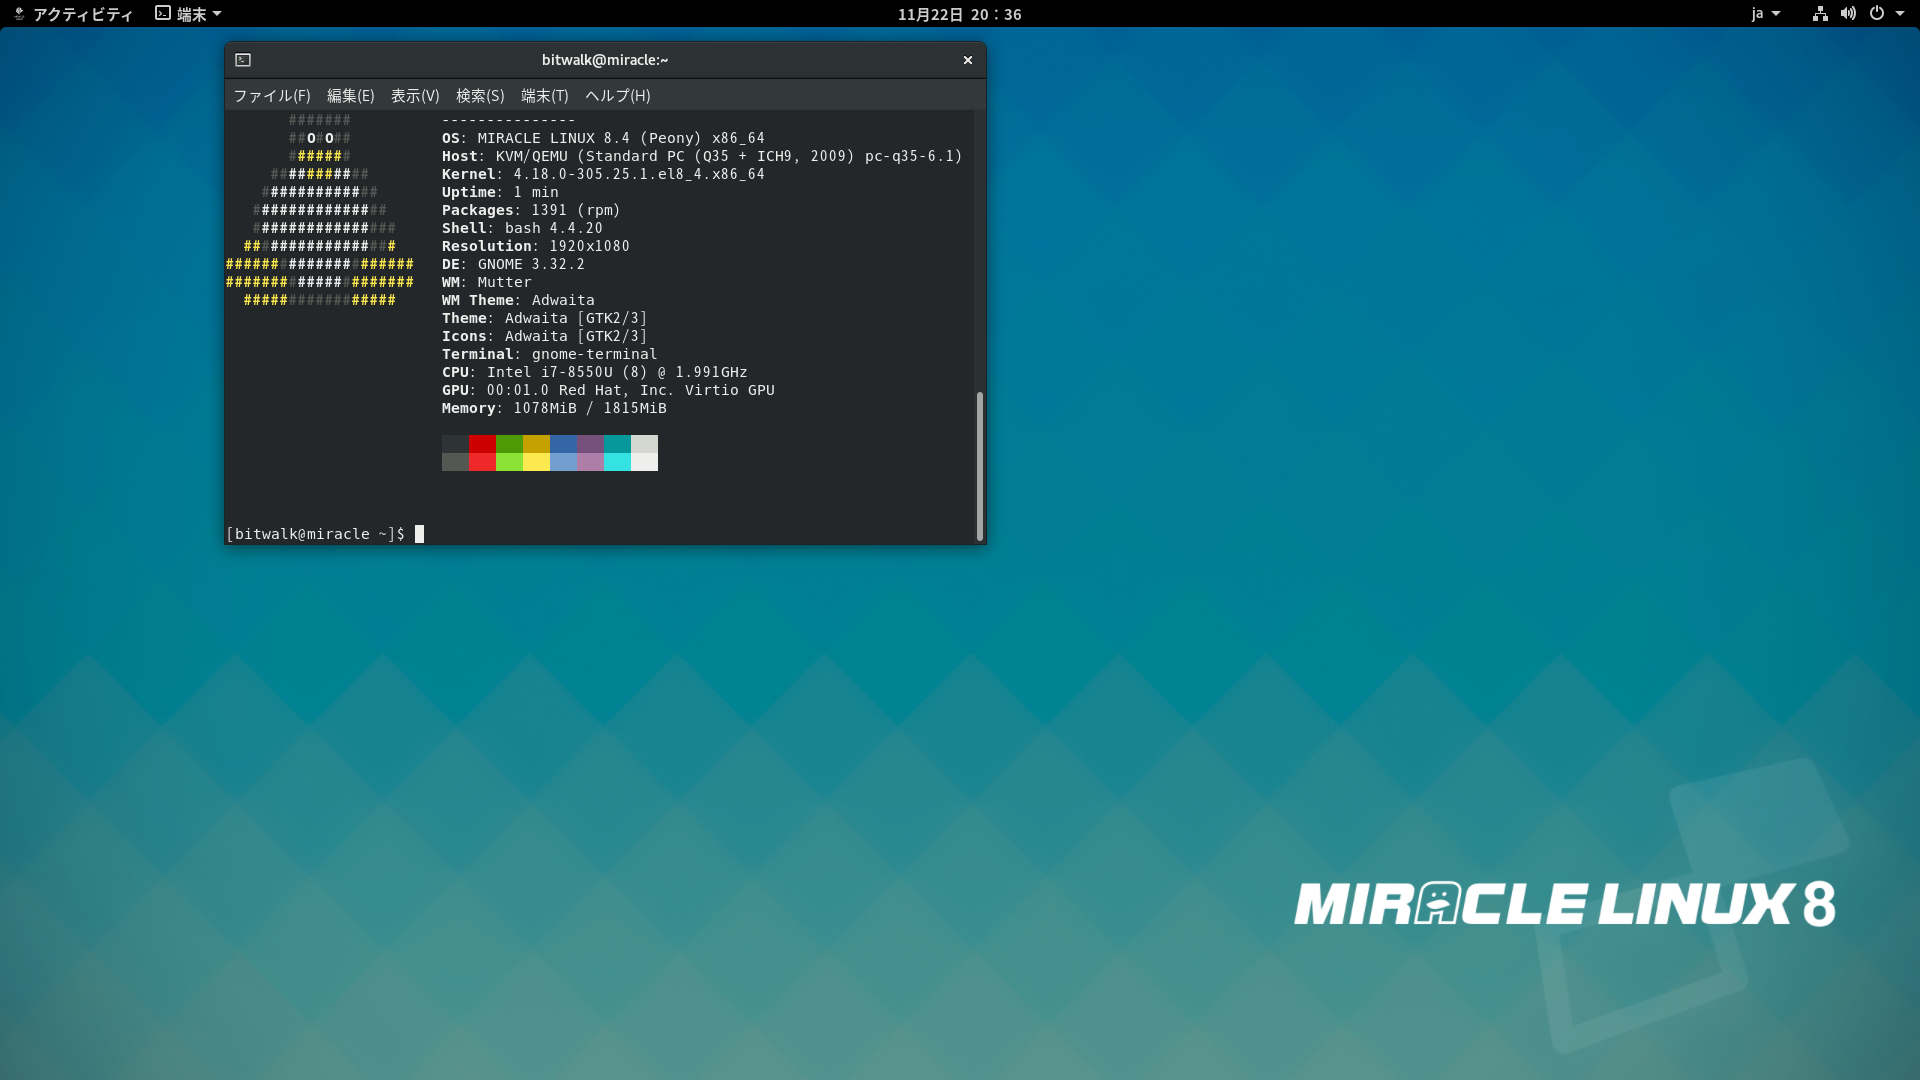 アクティビティ 端末 11月22日 20：36 ja
bitwalk@miracle:~
ファイル(F) 編集(E) 表示(V) 検索(S) 端末(T) ヘルプ(H)
####### ---------------
##O#O## OS: MIRACLE LINUX 8.4 (Peony) x86_64
####### Host: KVM/QEMU (Standard PC (Q35 + ICH9, 2009) pc-q35-6.1)
########### Kernel: 4.18.0-305.25.1.el8_4.x86_64
############# Uptime: 1 min
############### Packages: 1391 (rpm)
################ Shell: bash 4.4.20
################# Resolution: 1920x1080
##################### DE: GNOME 3.32.2
##################### WM: Mutter
################# WM Theme: Adwaita
Theme: Adwaita [GTK2/3]
Icons: Adwaita [GTK2/3]
Terminal: gnome-terminal
CPU: Intel i7-8550U (8) @ 1.991GHz
GPU: 00:01.0 Red Hat, Inc. Virtio GPU
Memory: 1078MiB / 1815MiB
[bitwalk@miracle ~]$
MIRACLE LINUX 8